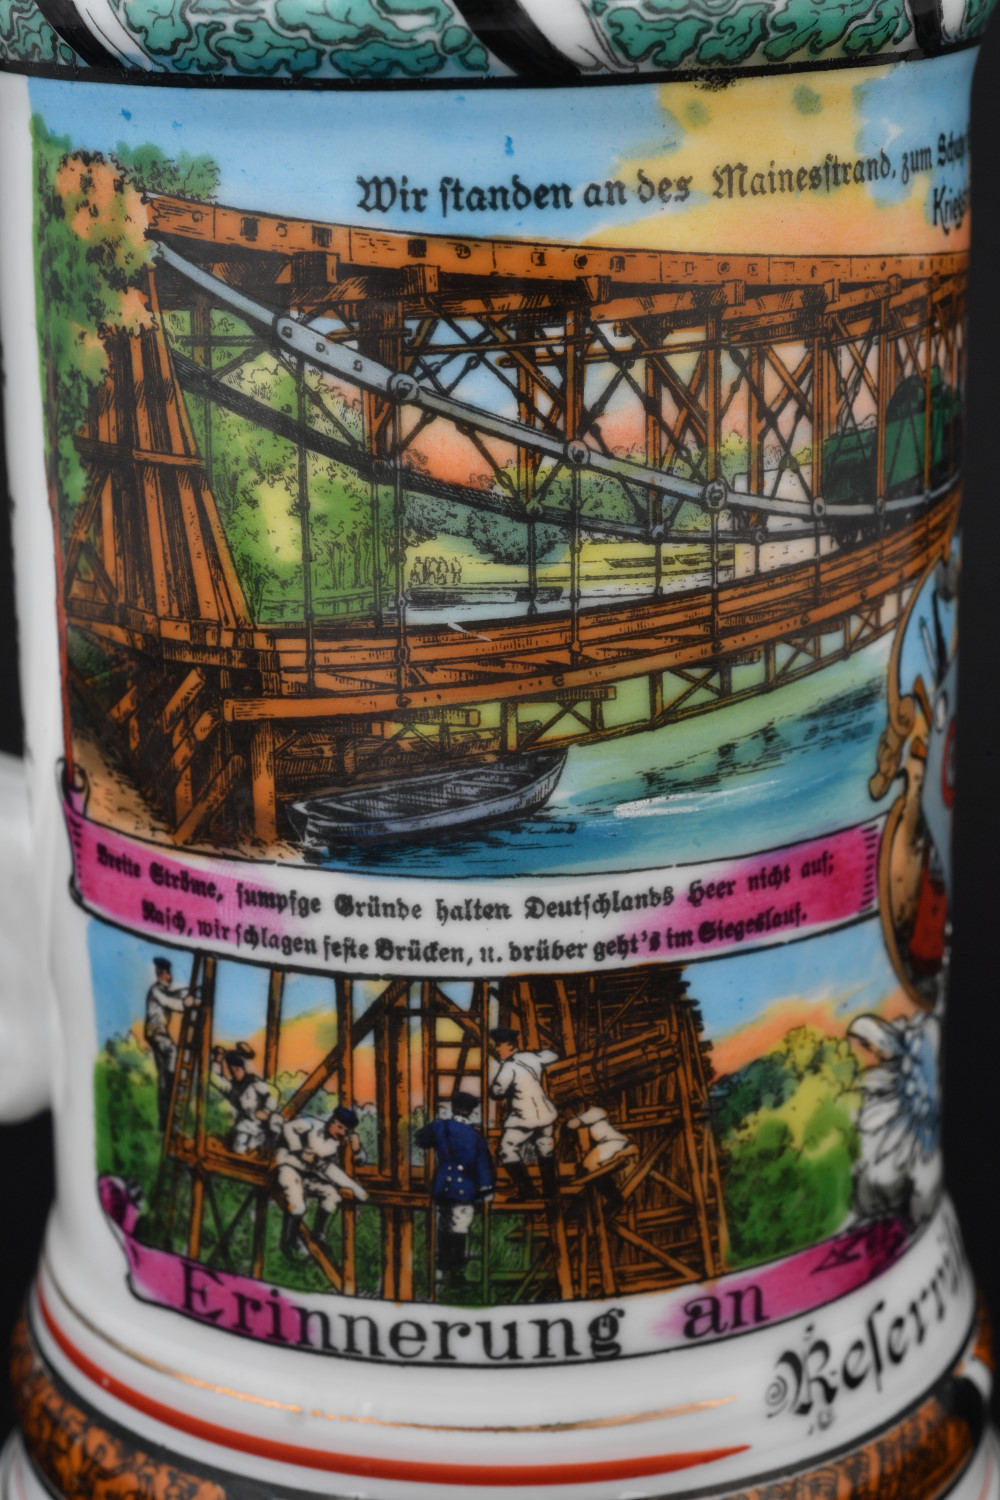 Wir standen an des Mainesstrand, zum Schutz
Kriegs
Breite Ströme, sumpfge Gründe halten Deutschlands Heer nicht auf;
Rasch, wir schlagen feste Brücken, u. drüber geht's im Siegeslauf.
Erinnerung an
Reserv